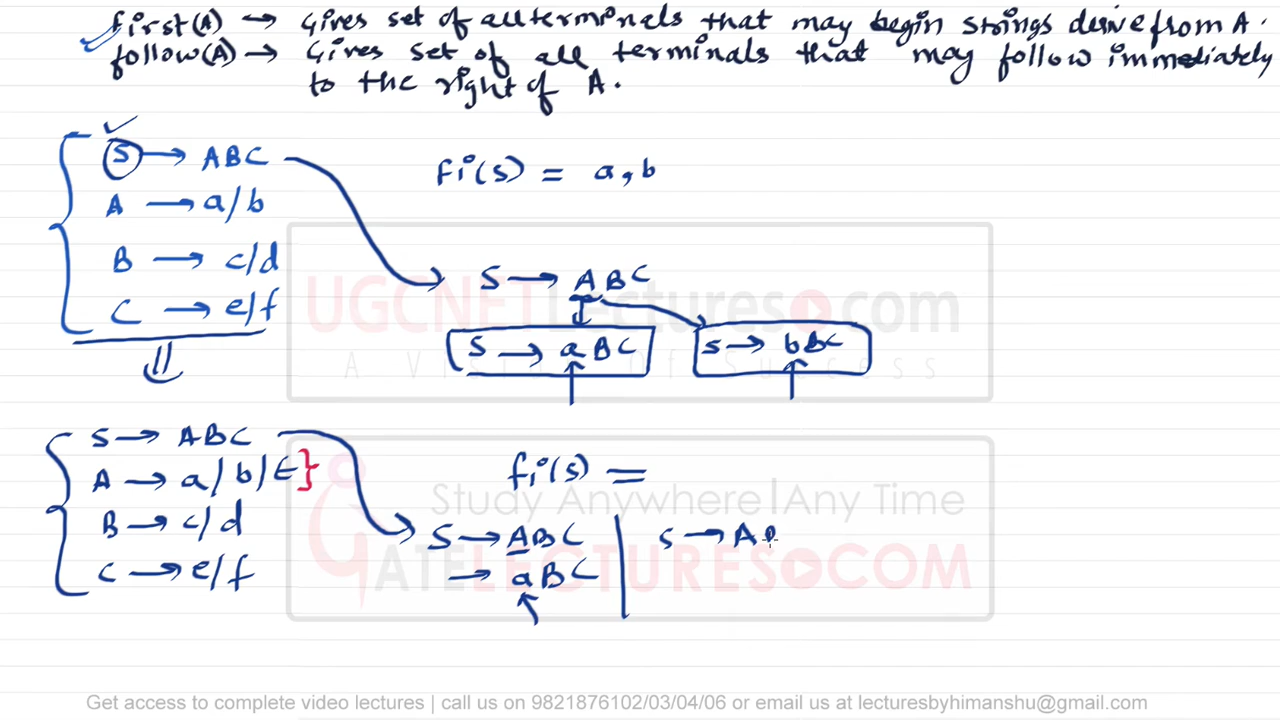 first(A) → Gives set of all terminals that may begin strings derive from A.
follow(A) → Gives set of all terminals that may follow immediately
to the right of A.
S → ABC
A → a/b
B → c/d
C → e/f
fi(S) = a, b
S → ABC
S → aBC
S → bBC
S → ABC
A → a/b/ε
B → c/d
C → e/f
fi(S) =
S → ABC
→ aBC
S → A
UGCNETLectures.com
A Vision Of Success
Study Anywhere|Any Time
GATELECTURES.COM
Get access to complete video lectures | call us on 9821876102/03/04/06 or email us at lecturesbyhimanshu@gmail.com